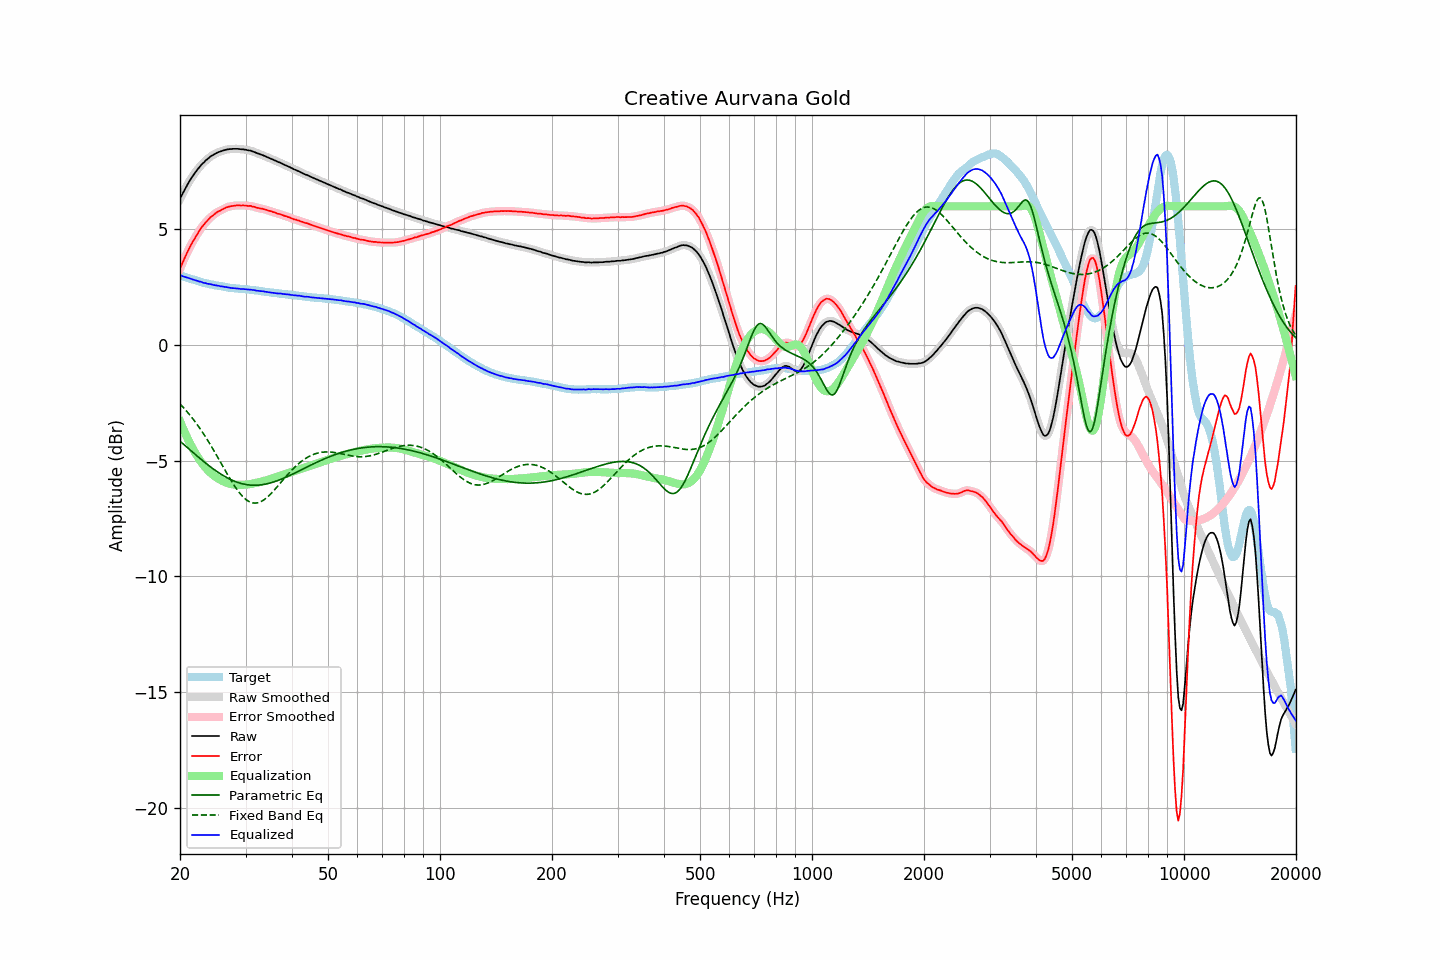 Creative Aurvana Gold
Amplitude (dBr)
5
0
−5
−10
−15
−20
Target
Raw Smoothed
Error Smoothed
Raw
Error
Equalization
Parametric Eq
Fixed Band Eq
Equalized
20 50 100 200 500 1000 2000 5000 10000 20000
Frequency (Hz)